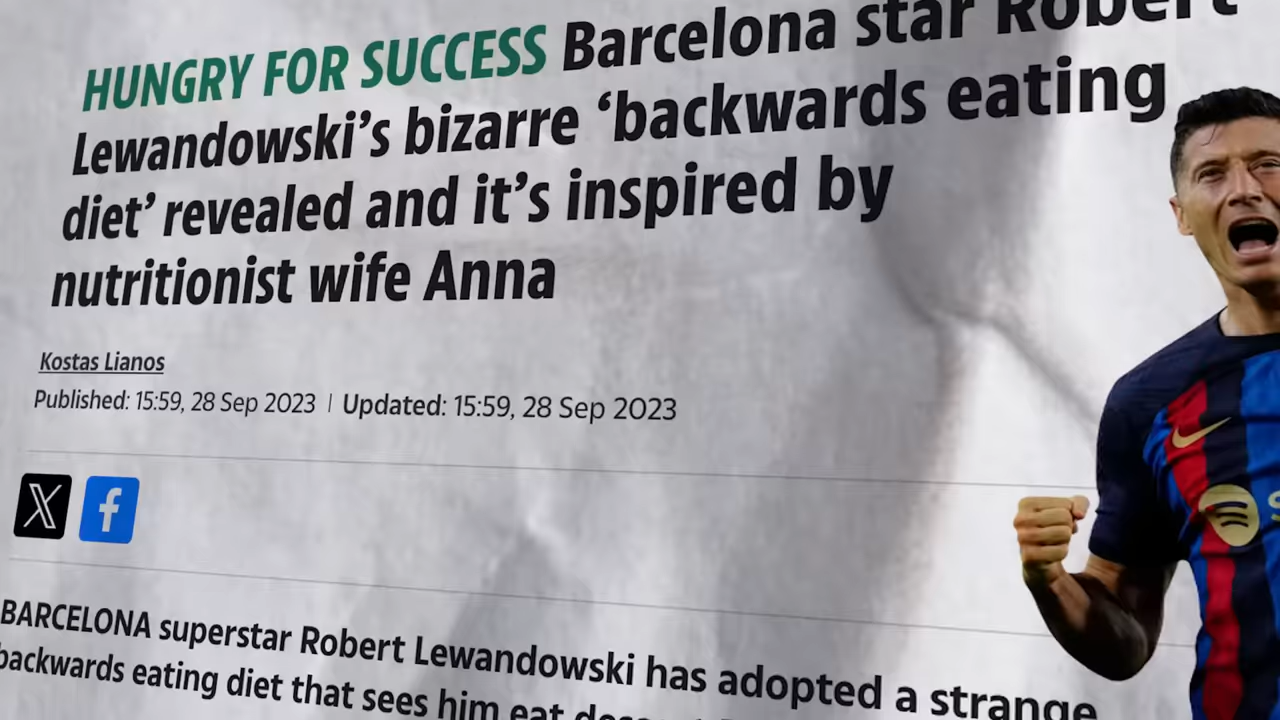 HUNGRY FOR SUCCESS Barcelona star Robert
Lewandowski’s bizarre ‘backwards eating
diet’ revealed and it’s inspired by
nutritionist wife Anna
Kostas Lianos
Published: 15:59, 28 Sep 2023 | Updated: 15:59, 28 Sep 2023
BARCELONA superstar Robert Lewandowski has adopted a strange
backwards eating diet that sees him eat